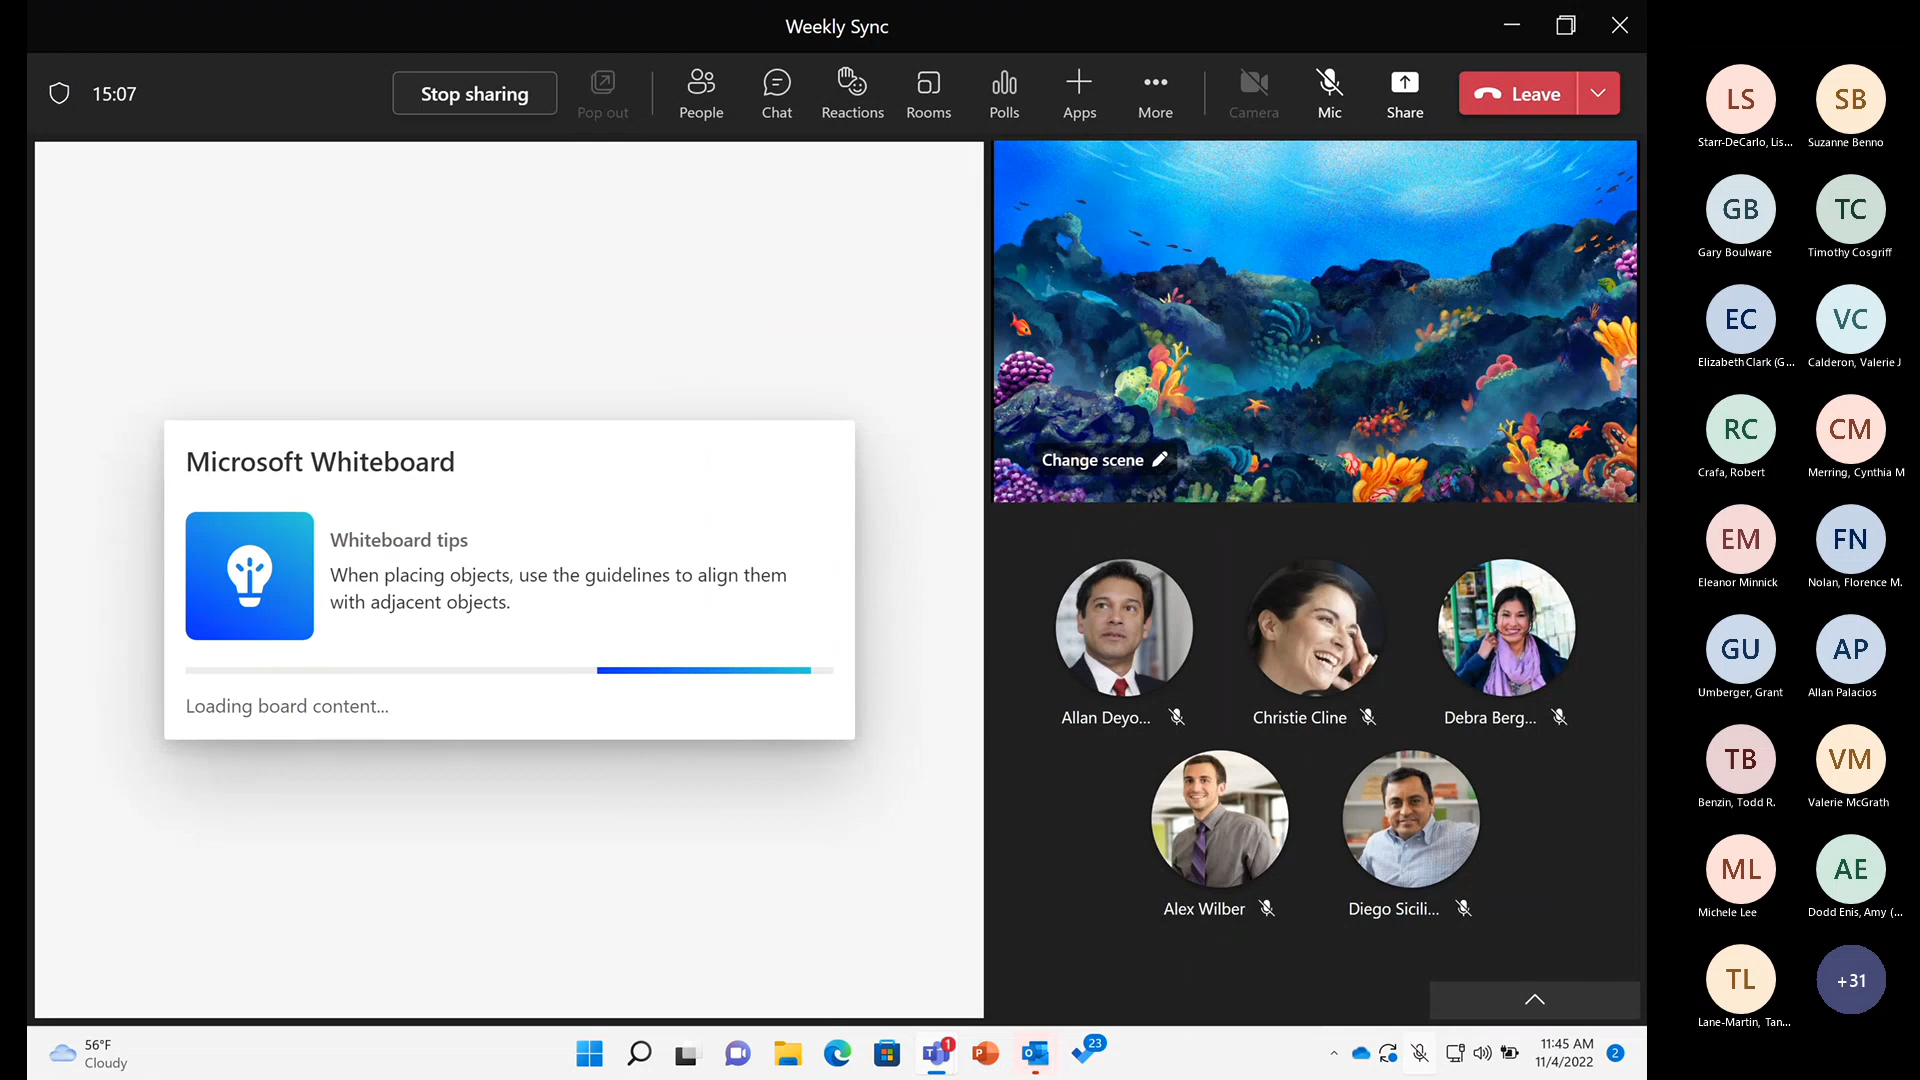 Weekly Sync
15:07
Stop sharing
Pop out
People
Chat
Reactions
Rooms
Polls
Apps
More
Camera
Mic
Share
Leave
Microsoft Whiteboard
Whiteboard tips
When placing objects, use the guidelines to align them
with adjacent objects.
Loading board content...
Change scene
Allan Deyo...
Christie Cline
Debra Berg...
Alex Wilber
Diego Sicili...
LS
Starr-DeCarlo, Lis...
SB
Suzanne Benno
GB
Gary Boulware
TC
Timothy Cosgriff
EC
Elizabeth Clark (G...
VC
Calderon, Valerie J
RC
Crafa, Robert
CM
Merring, Cynthia M
EM
Eleanor Minnick
FN
Nolan, Florence M.
GU
Umberger, Grant
AP
Allan Palacios
TB
Benzin, Todd R.
VM
Valerie McGrath
ML
Michele Lee
AE
Dodd Enis, Amy (...
TL
Lane-Martin, Tan...
+31
56°F
Cloudy
1
23
11:45 AM
11/4/2022
2